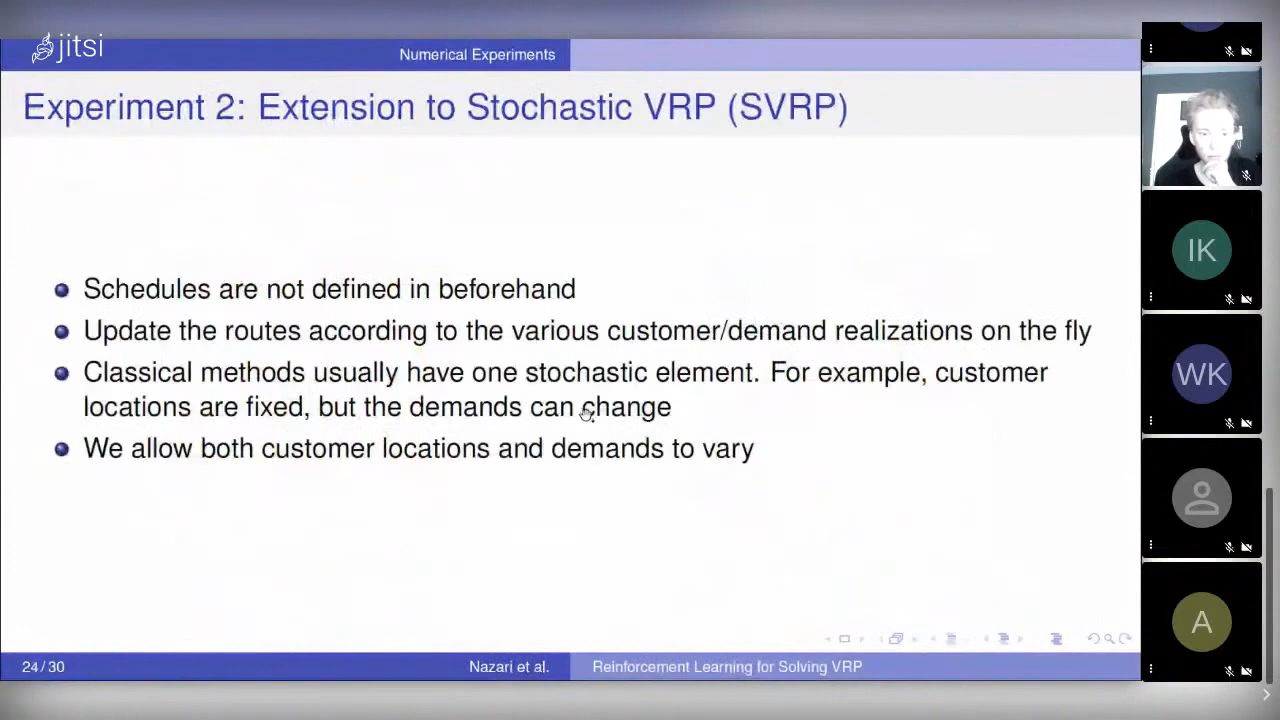 jitsi
Numerical Experiments
Experiment 2: Extension to Stochastic VRP (SVRP)
Schedules are not defined in beforehand
Update the routes according to the various customer/demand realizations on the fly
Classical methods usually have one stochastic element. For example, customer
locations are fixed, but the demands can change
We allow both customer locations and demands to vary
24/30
Nazari et al.
Reinforcement Learning for Solving VRP
IK
WK
A